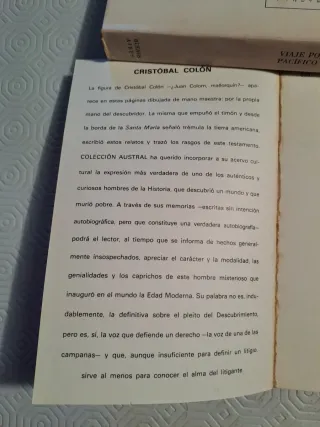 VIAJE PO
PACÍFICO
CRISTÓBAL COLÓN
La figura de Cristóbal Colón —¿Juan Colom, mallorquín?— apa-
rece en estas páginas dibujada de mano maestra: por la propia
mano del descubridor. La misma que empuñó el timón y desde
la borda de la Santa María señaló trémula la tierra americana,
escribió estos relatos y trazó los rasgos de este testamento.
COLECCIÓN AUSTRAL ha querido incorporar a su acervo cul-
tural la expresión más verdadera de uno de los auténticos y
curiosos hombres de la Historia, que descubrió un mundo y que
murió pobre. A través de sus memorias —escritas sin intención
autobiográfica, pero que constituye una verdadera autobiografía—
podrá el lector, al tiempo que se informa de hechos general-
mente insospechados, apreciar el carácter y la modalidad, las
genialidades y los caprichos de este hombre misterioso que
inauguró en el mundo la Edad Moderna. Su palabra no es, indu-
dablemente, la definitiva sobre el pleito del Descubrimiento,
pero es, sí, la voz que defiende un derecho —la voz de una de las
campanas— y que, aunque insuficiente para definir un litigio,
sirve al menos para conocer el alma del litigante.